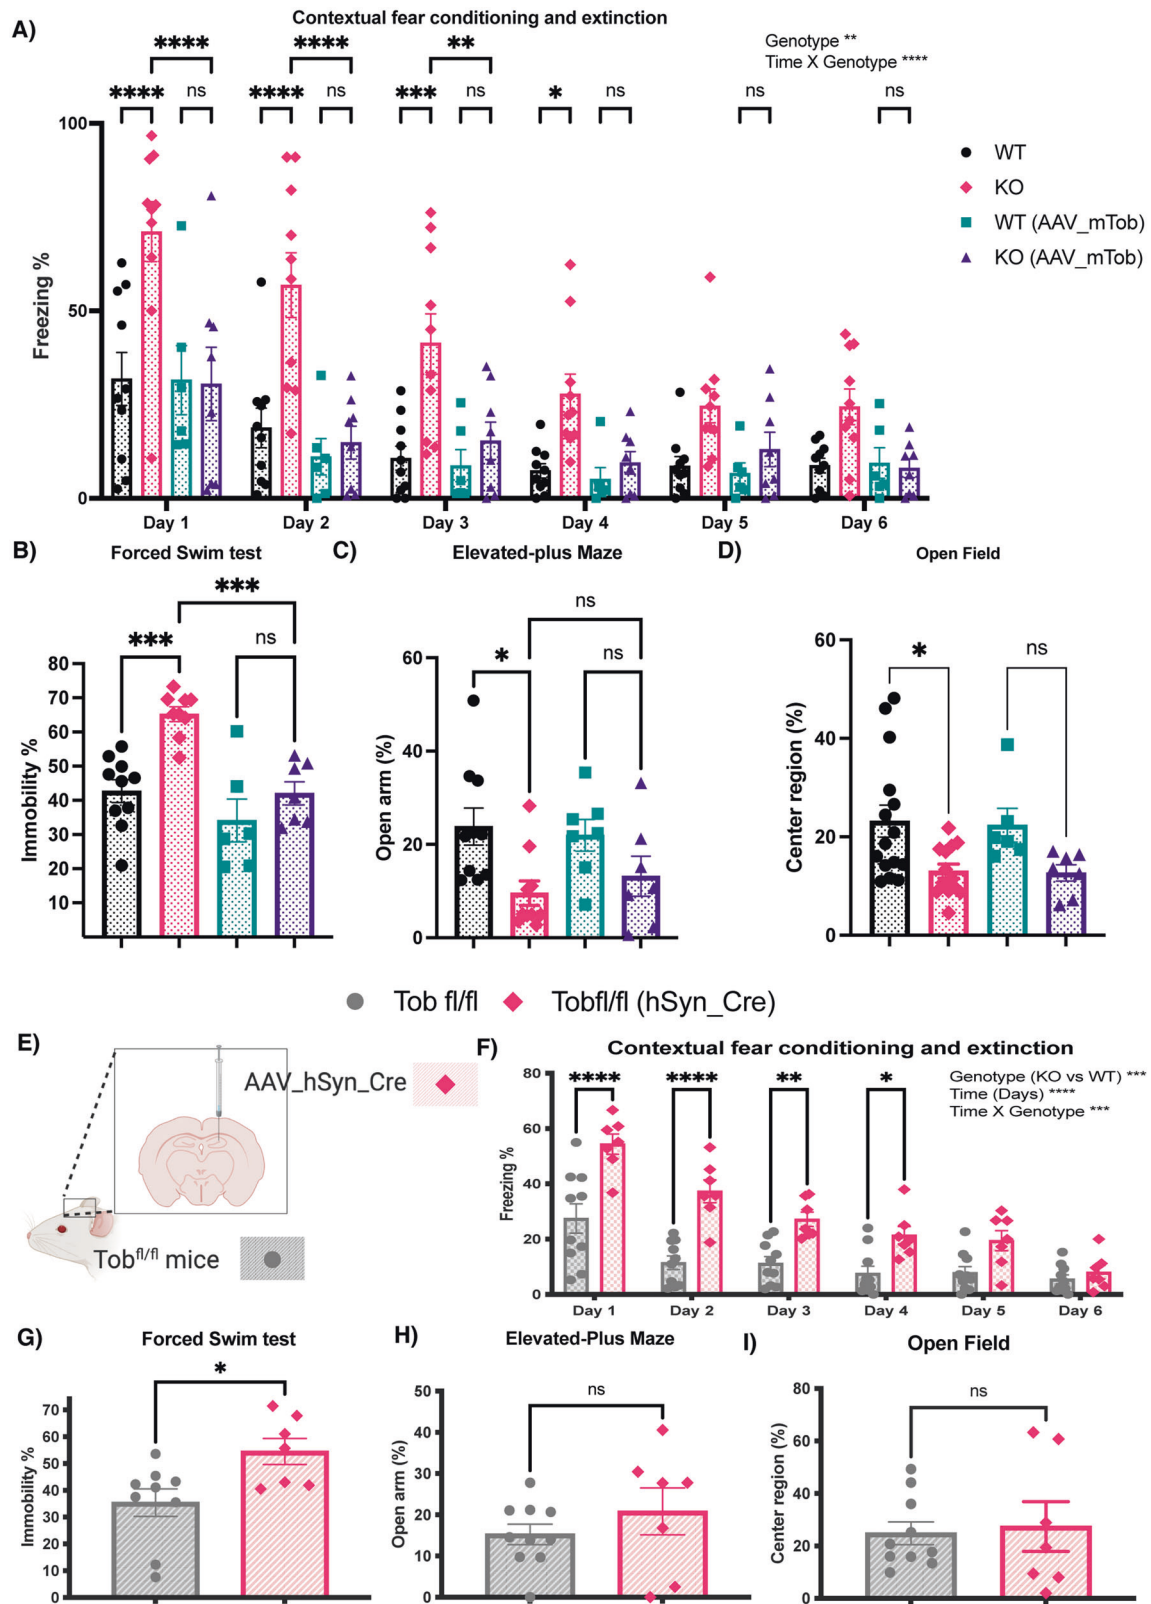 A)
Contextual fear conditioning and extinction
Genotype **
Time X Genotype ****
**** **** **
**** ns **** ns *** ns * ns ns ns
100
50
0
Freezing %
WT
KO
WT (AAV_mTob)
KO (AAV_mTob)
Day 1 Day 2 Day 3 Day 4 Day 5 Day 6
B) Forced Swim test
***
*** ns
80
70
60
50
40
30
20
10
Immobility %
C) Elevated-plus Maze
ns
* ns
60
40
20
0
Open arm (%)
D) Open Field
* ns
60
40
20
0
Center region (%)
Tob fl/fl Tobfl/fl (hSyn_Cre)
E)
AAV_hSyn_Cre
Tobfl/fl mice
F) Contextual fear conditioning and extinction
Genotype (KO vs WT) ***
Time (Days) ****
Time X Genotype ***
**** **** ** *
80
60
40
20
0
Freezing %
Day 1 Day 2 Day 3 Day 4 Day 5 Day 6
G) Forced Swim test
*
70
60
50
40
30
20
10
0
Immobility %
H) Elevated-Plus Maze
ns
50
40
30
20
10
0
Open arm (%)
I) Open Field
ns
80
60
40
20
0
Center region (%)